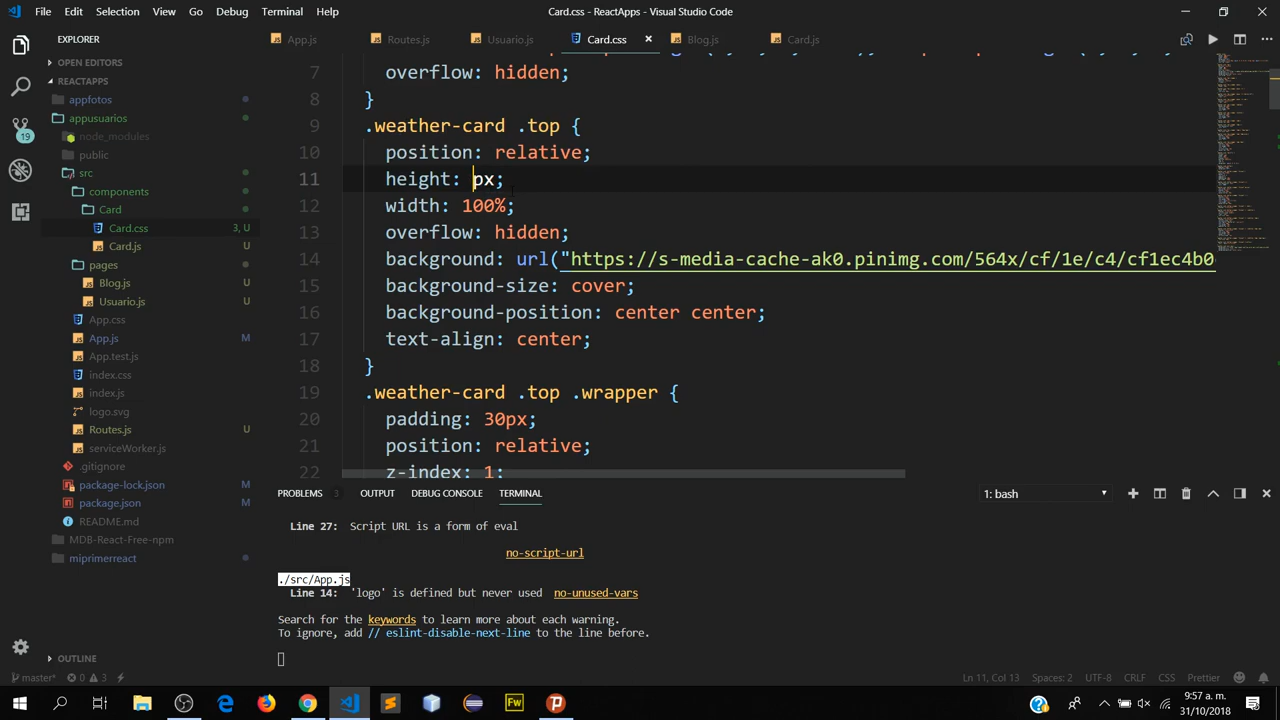 File Edit Selection View Go Debug Terminal Help
Card.css - ReactApps - Visual Studio Code
EXPLORER
App.js
Routes.js
Usuario.js
Card.css
Blog.js
Card.js
OPEN EDITORS
REACTAPPS
appfotos
appusuarios
node_modules
public
src
components
Card
Card.css 3, U
Card.js U
pages
Blog.js U
Usuario.js U
App.css
App.js M
App.test.js
index.css
index.js
logo.svg
Routes.js U
serviceWorker.js
.gitignore
package-lock.json M
package.json M
README.md
MDB-React-Free-npm
miprimerreact
OUTLINE
19
7 overflow: hidden;
8 }
9 .weather-card .top {
10 position: relative;
11 height: px;
12 width: 100%;
13 overflow: hidden;
14 background: url("https://s-media-cache-ak0.pinimg.com/564x/cf/1e/c4/cf1ec4b0
15 background-size: cover;
16 background-position: center center;
17 text-align: center;
18 }
19 .weather-card .top .wrapper {
20 padding: 30px;
21 position: relative;
22 z-index: 1;
PROBLEMS 3 OUTPUT DEBUG CONSOLE TERMINAL
1: bash
Line 27: Script URL is a form of eval
no-script-url
./src/App.js
Line 14: 'logo' is defined but never used no-unused-vars
Search for the keywords to learn more about each warning.
To ignore, add // eslint-disable-next-line to the line before.
master* 0 3
Ln 11, Col 13 Spaces: 2 UTF-8 CRLF CSS Prettier
Fw
9:57 a. m.
31/10/2018